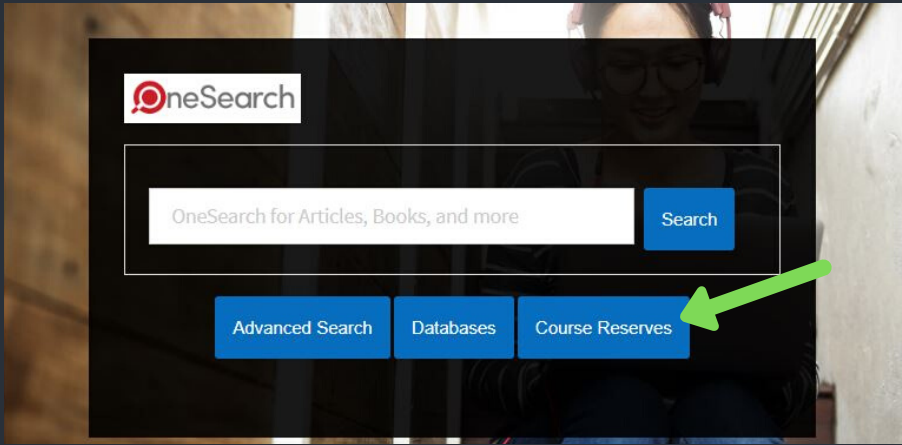 OneSearch
OneSearch for Articles, Books, and more
Search
Advanced Search
Databases
Course Reserves